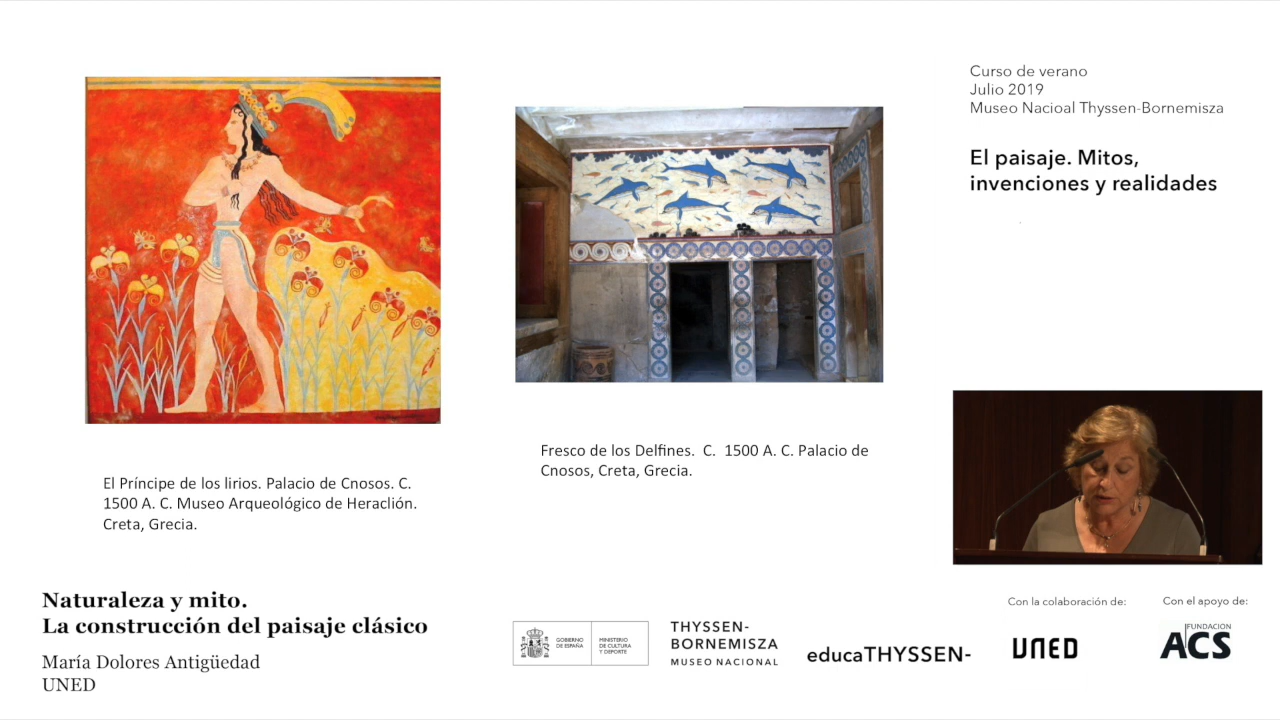 Curso de verano
Julio 2019
Museo Nacioal Thyssen-Bornemisza
El paisaje. Mitos,
invenciones y realidades
El Príncipe de los lirios. Palacio de Cnosos. C.
1500 A. C. Museo Arqueológico de Heraclión.
Creta, Grecia.
Fresco de los Delfines. C. 1500 A. C. Palacio de
Cnosos, Creta, Grecia.
Naturaleza y mito.
La construcción del paisaje clásico
María Dolores Antigüedad
UNED
GOBIERNO
DE ESPAÑA
MINISTERIO
DE CULTURA
Y DEPORTE
THYSSEN-
BORNEMISZA
MUSEO NACIONAL
educaTHYSSEN-
Con la colaboración de:
UNED
Con el apoyo de:
FUNDACIÓN
ACS